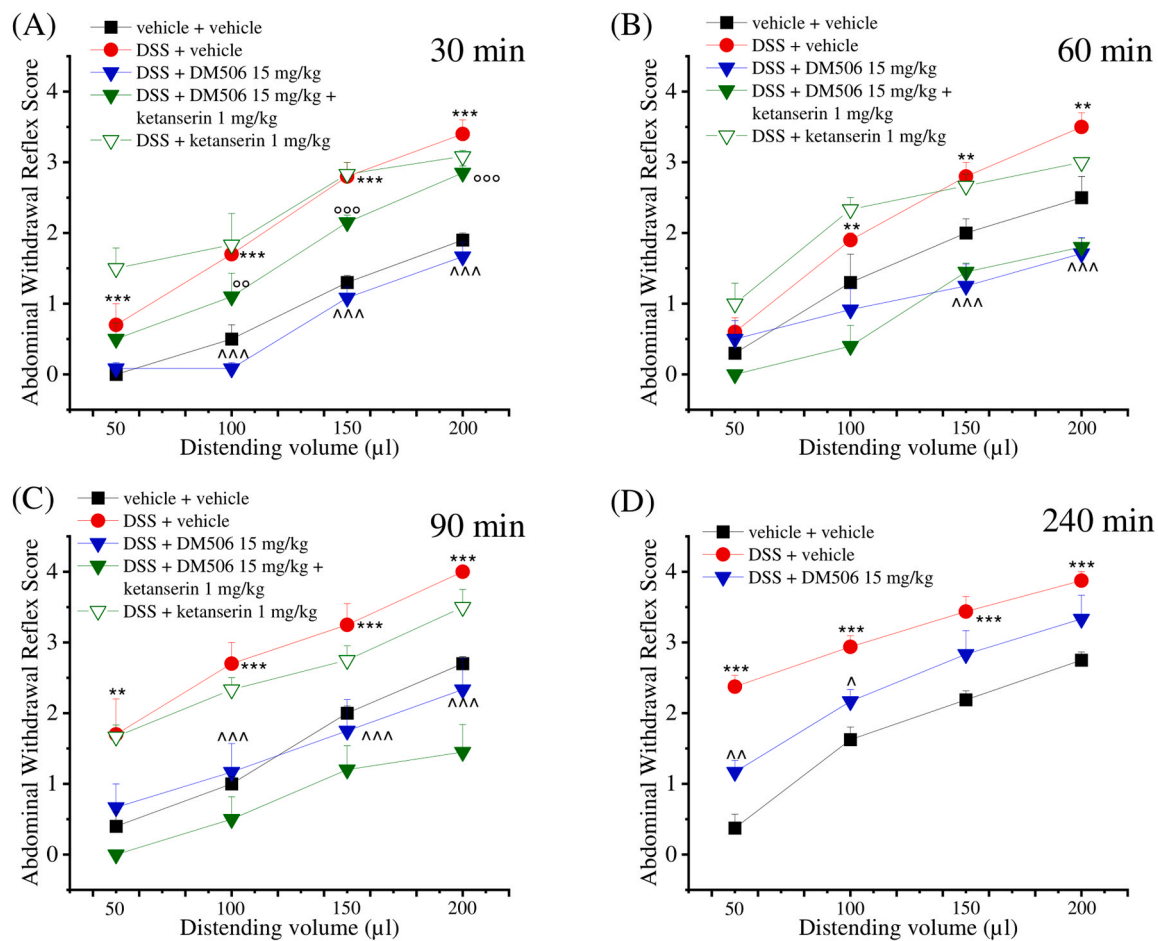 (A)
30 min
vehicle + vehicle
DSS + vehicle
DSS + DM506 15 mg/kg
DSS + DM506 15 mg/kg +
ketanserin 1 mg/kg
DSS + ketanserin 1 mg/kg
Abdominal Withdrawal Reflex Score
4
3
2
1
0
***
***
***
***
°°
°°°
°°°
^^^
^^^
^^^
50 100 150 200
Distending volume (µl)
(B)
60 min
vehicle + vehicle
DSS + vehicle
DSS + DM506 15 mg/kg
DSS + DM506 15 mg/kg +
ketanserin 1 mg/kg
DSS + ketanserin 1 mg/kg
Abdominal Withdrawal Reflex Score
4
3
2
1
0
**
**
**
^^^
^^^
50 100 150 200
Distending volume (µl)
(C)
90 min
vehicle + vehicle
DSS + vehicle
DSS + DM506 15 mg/kg
DSS + DM506 15 mg/kg +
ketanserin 1 mg/kg
DSS + ketanserin 1 mg/kg
Abdominal Withdrawal Reflex Score
4
3
2
1
0
**
***
***
***
^^^
^^^
^^^
50 100 150 200
Distending volume (µl)
(D)
240 min
vehicle + vehicle
DSS + vehicle
DSS + DM506 15 mg/kg
Abdominal Withdrawal Reflex Score
4
3
2
1
0
***
***
***
***
^^
^
50 100 150 200
Distending volume (µl)